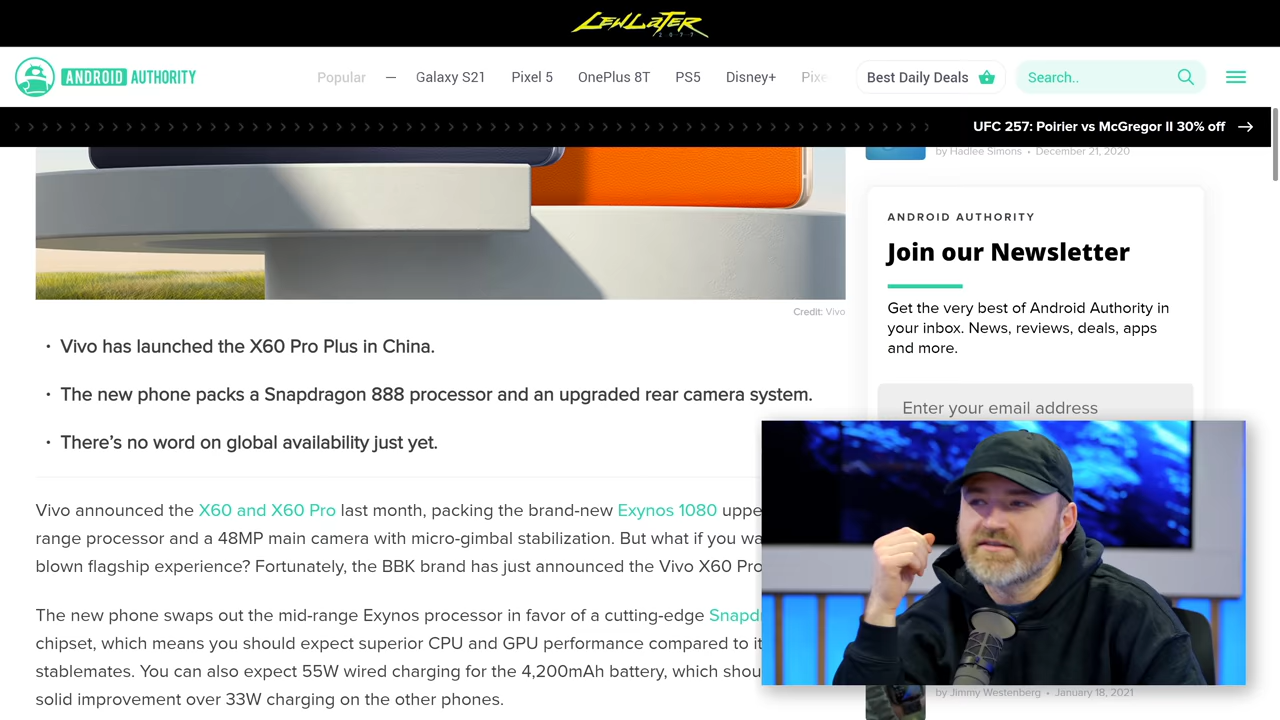 LEWLATER
2077
ANDROID AUTHORITY
Popular — Galaxy S21 Pixel 5 OnePlus 8T PS5 Disney+ Pixe
Best Daily Deals
Search..
UFC 257: Poirier vs McGregor II 30% off →
by Hadlee Simons • December 21, 2020
Credit: Vivo
• Vivo has launched the X60 Pro Plus in China.
• The new phone packs a Snapdragon 888 processor and an upgraded rear camera system.
• There’s no word on global availability just yet.
Vivo announced the X60 and X60 Pro last month, packing the brand-new Exynos 1080 uppe
range processor and a 48MP main camera with micro-gimbal stabilization. But what if you wa
blown flagship experience? Fortunately, the BBK brand has just announced the Vivo X60 Pro
The new phone swaps out the mid-range Exynos processor in favor of a cutting-edge Snapd
chipset, which means you should expect superior CPU and GPU performance compared to it
stablemates. You can also expect 55W wired charging for the 4,200mAh battery, which shou
solid improvement over 33W charging on the other phones.
ANDROID AUTHORITY
Join our Newsletter
Get the very best of Android Authority in
your inbox. News, reviews, deals, apps
and more.
Enter your email address
by Jimmy Westenberg • January 18, 2021